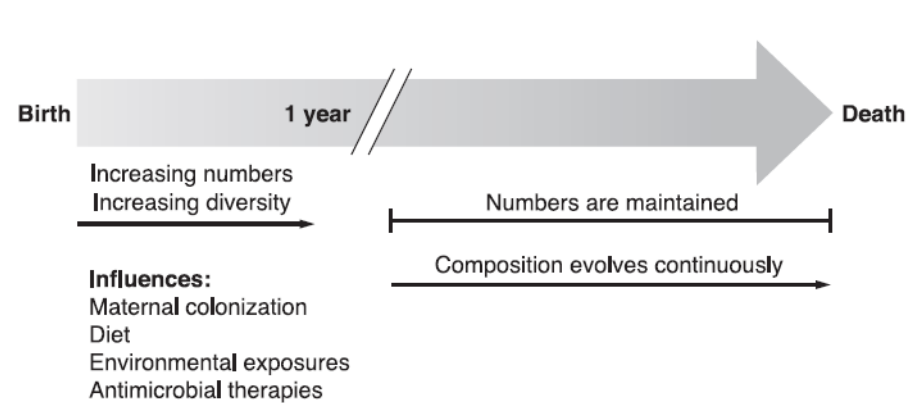 Birth
1 year
Death
Increasing numbers
Increasing diversity
Numbers are maintained
Composition evolves continuously
Influences:
Maternal colonization
Diet
Environmental exposures
Antimicrobial therapies